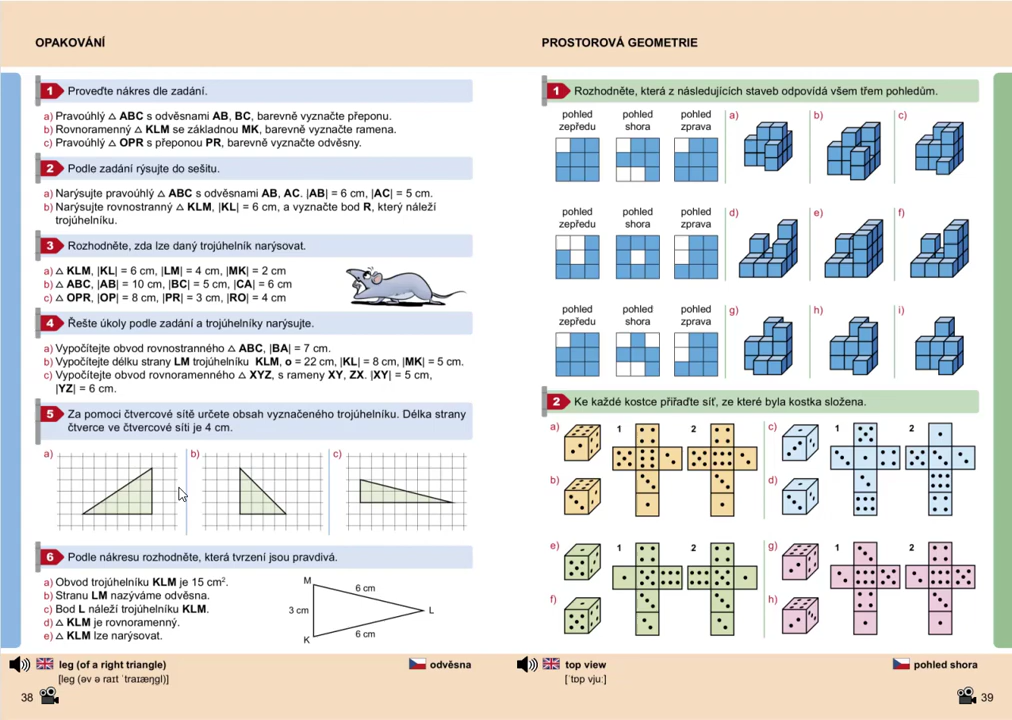 OPAKOVÁNÍ
1 Proveďte nákres dle zadání.
a) Pravoúhlý △ ABC s odvěsnami AB, BC, barevně vyznačte přeponu.
b) Rovnoramenný △ KLM se základnou MK, barevně vyznačte ramena.
c) Pravoúhlý △ OPR s přeponou PR, barevně vyznačte odvěsny.
2 Podle zadání rýsujte do sešitu.
a) Narýsujte pravoúhlý △ ABC s odvěsnami AB, AC. |AB| = 6 cm, |AC| = 5 cm.
b) Narýsujte rovnostranný △ KLM, |KL| = 6 cm, a vyznačte bod R, který náleží
trojúhelníku.
3 Rozhodněte, zda lze daný trojúhelník narýsovat.
a) △ KLM, |KL| = 6 cm, |LM| = 4 cm, |MK| = 2 cm
b) △ ABC, |AB| = 10 cm, |BC| = 5 cm, |CA| = 6 cm
c) △ OPR, |OP| = 8 cm, |PR| = 3 cm, |RO| = 4 cm
4 Řešte úkoly podle zadání a trojúhelníky narýsujte.
a) Vypočítejte obvod rovnostranného △ ABC, |BA| = 7 cm.
b) Vypočítejte délku strany LM trojúhelníku KLM, o = 22 cm, |KL| = 8 cm, |MK| = 5 cm.
c) Vypočítejte obvod rovnoramenného △ XYZ, s rameny XY, ZX. |XY| = 5 cm,
|YZ| = 6 cm.
5 Za pomoci čtvercové sítě určete obsah vyznačeného trojúhelníku. Délka strany
čtverce ve čtvercové síti je 4 cm.
a) b) c)
6 Podle nákresu rozhodněte, která tvrzení jsou pravdivá.
a) Obvod trojúhelníku KLM je 15 cm².
b) Stranu LM nazýváme odvěsna.
c) Bod L náleží trojúhelníku KLM.
d) △ KLM je rovnoramenný.
e) △ KLM lze narýsovat.
M
6 cm
3 cm
L
6 cm
K
leg (of a right triangle)
[leg (əv ə raɪt ˈtraɪæŋgl)]
odvěsna
38
PROSTOROVÁ GEOMETRIE
1 Rozhodněte, která z následujících staveb odpovídá všem třem pohledům.
pohled zepředu
pohled shora
pohled zprava
a) b) c)
pohled zepředu
pohled shora
pohled zprava
d) e) f)
pohled zepředu
pohled shora
pohled zprava
g) h) i)
2 Ke každé kostce přiřaďte síť, ze které byla kostka složena.
a) 1 2
b)
c) 1 2
d)
e) 1 2
f)
g) 1 2
h)
top view
[ˈtɒp vjuː]
pohled shora
39